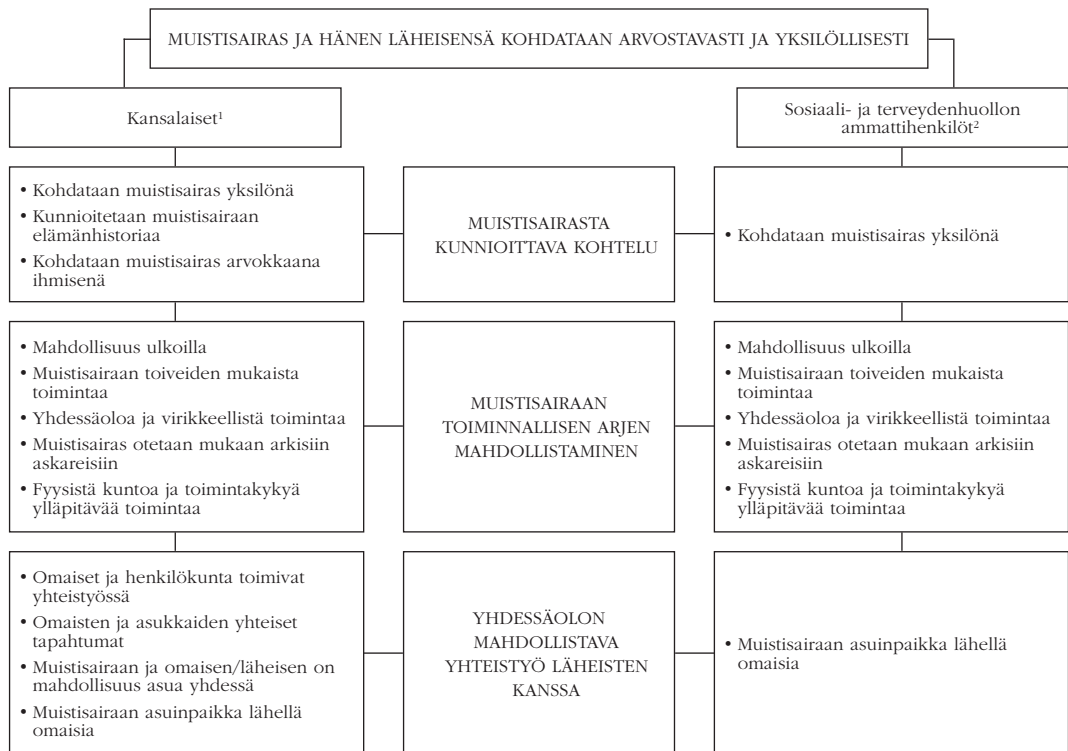 MUISTISAIRAS JA HÄNEN LÄHEISENSÄ KOHDATAAN ARVOSTAVASTI JA YKSILÖLLISESTI
Kansalaiset¹
Sosiaali- ja terveydenhuollon
ammattihenkilöt²
• Kohdataan muistisairas yksilönä
• Kunnioitetaan muistisairaan
elämänhistoriaa
• Kohdataan muistisairas arvokkaana
ihmisenä
MUISTISAIRASTA
KUNNIOITTAVA KOHTELU
• Kohdataan muistisairas yksilönä
• Mahdollisuus ulkoilla
• Muistisairaan toiveiden mukaista
toimintaa
• Yhdessäoloa ja virikkeellistä toimintaa
• Muistisairas otetaan mukaan arkisiin
askareisiin
• Fyysistä kuntoa ja toimintakykyä
ylläpitävää toimintaa
MUISTISAIRAAN
TOIMINNALLISEN ARJEN
MAHDOLLISTAMINEN
• Mahdollisuus ulkoilla
• Muistisairaan toiveiden mukaista
toimintaa
• Yhdessäoloa ja virikkeellistä toimintaa
• Muistisairas otetaan mukaan arkisiin
askareisiin
• Fyysistä kuntoa ja toimintakykyä
ylläpitävää toimintaa
• Omaiset ja henkilökunta toimivat
yhteistyössä
• Omaisten ja asukkaiden yhteiset
tapahtumat
• Muistisairaan ja omaisen/läheisen on
mahdollisuus asua yhdessä
• Muistisairaan asuinpaikka lähellä
omaisia
YHDESSÄOLON
MAHDOLLISTAVA
YHTEISTYÖ LÄHEISTEN
KANSSA
• Muistisairaan asuinpaikka lähellä
omaisia